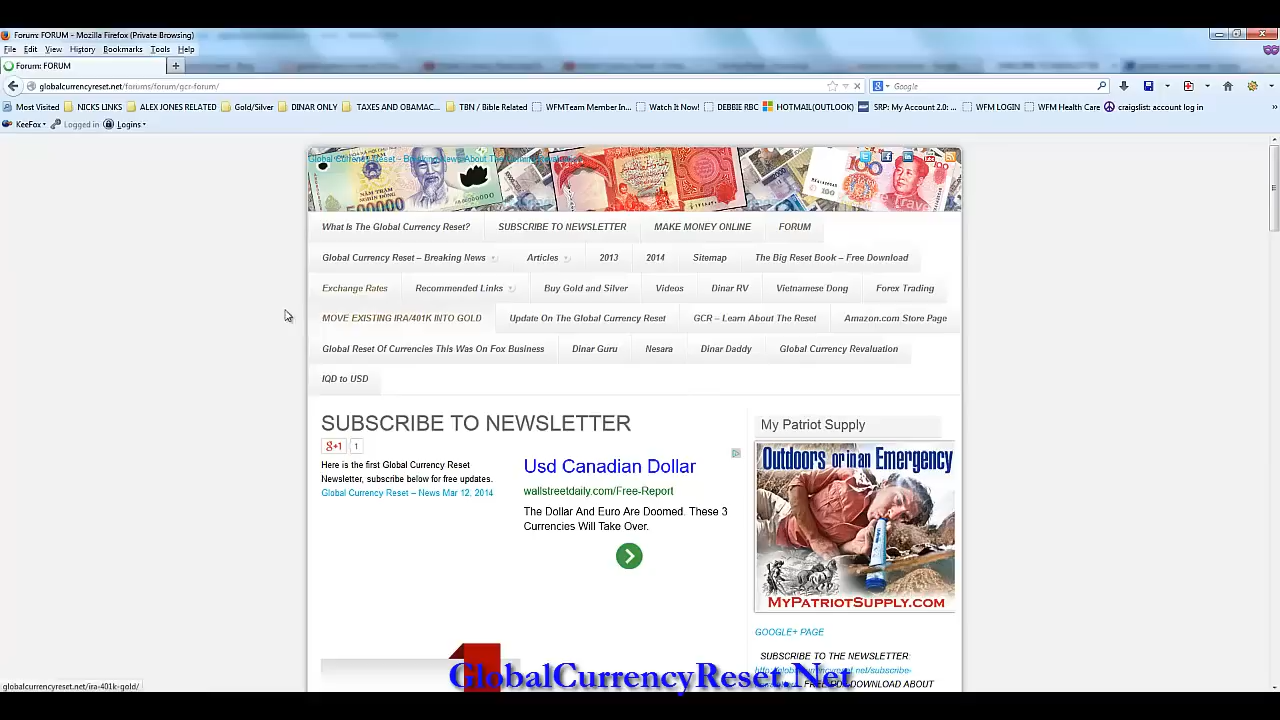 Forum: FORUM - Mozilla Firefox (Private Browsing)
File Edit View History Bookmarks Tools Help
Forum: FORUM
globalcurrencyreset.net/forums/forum/gcr-forum/
Google
Most Visited NICKS LINKS ALEX JONES RELATED Gold/Silver DINAR ONLY TAXES AND OBAMAC... TBN / Bible Related WFMTeam Member In... Watch It Now! DEBBIE RBC HOTMAIL(OUTLOOK) SRP: My Account 2.0: ... WFM LOGIN WFM Health Care craigslist: account log in
KeeFox Logged in Logins
What Is The Global Currency Reset? SUBSCRIBE TO NEWSLETTER MAKE MONEY ONLINE FORUM
Global Currency Reset – Breaking News Articles 2013 2014 Sitemap The Big Reset Book – Free Download
Exchange Rates Recommended Links Buy Gold and Silver Videos Dinar RV Vietnamese Dong Forex Trading
MOVE EXISTING IRA/401K INTO GOLD Update On The Global Currency Reset GCR – Learn About The Reset Amazon.com Store Page
Global Reset Of Currencies This Was On Fox Business Dinar Guru Nesara Dinar Daddy Global Currency Revaluation
IQD to USD
SUBSCRIBE TO NEWSLETTER
g+1 1
Here is the first Global Currency Reset
Newsletter, subscribe below for free updates.
Global Currency Reset – News Mar 12, 2014
Usd Canadian Dollar
wallstreetdaily.com/Free-Report
The Dollar And Euro Are Doomed. These 3
Currencies Will Take Over.
My Patriot Supply
Outdoors or in an Emergency
MYPATRIOTSUPPLY.COM
GOOGLE+ PAGE
SUBSCRIBE TO THE NEWSLETTER:
GlobalCurrencyReset.Net
globalcurrencyreset.net/ira-401k-gold/